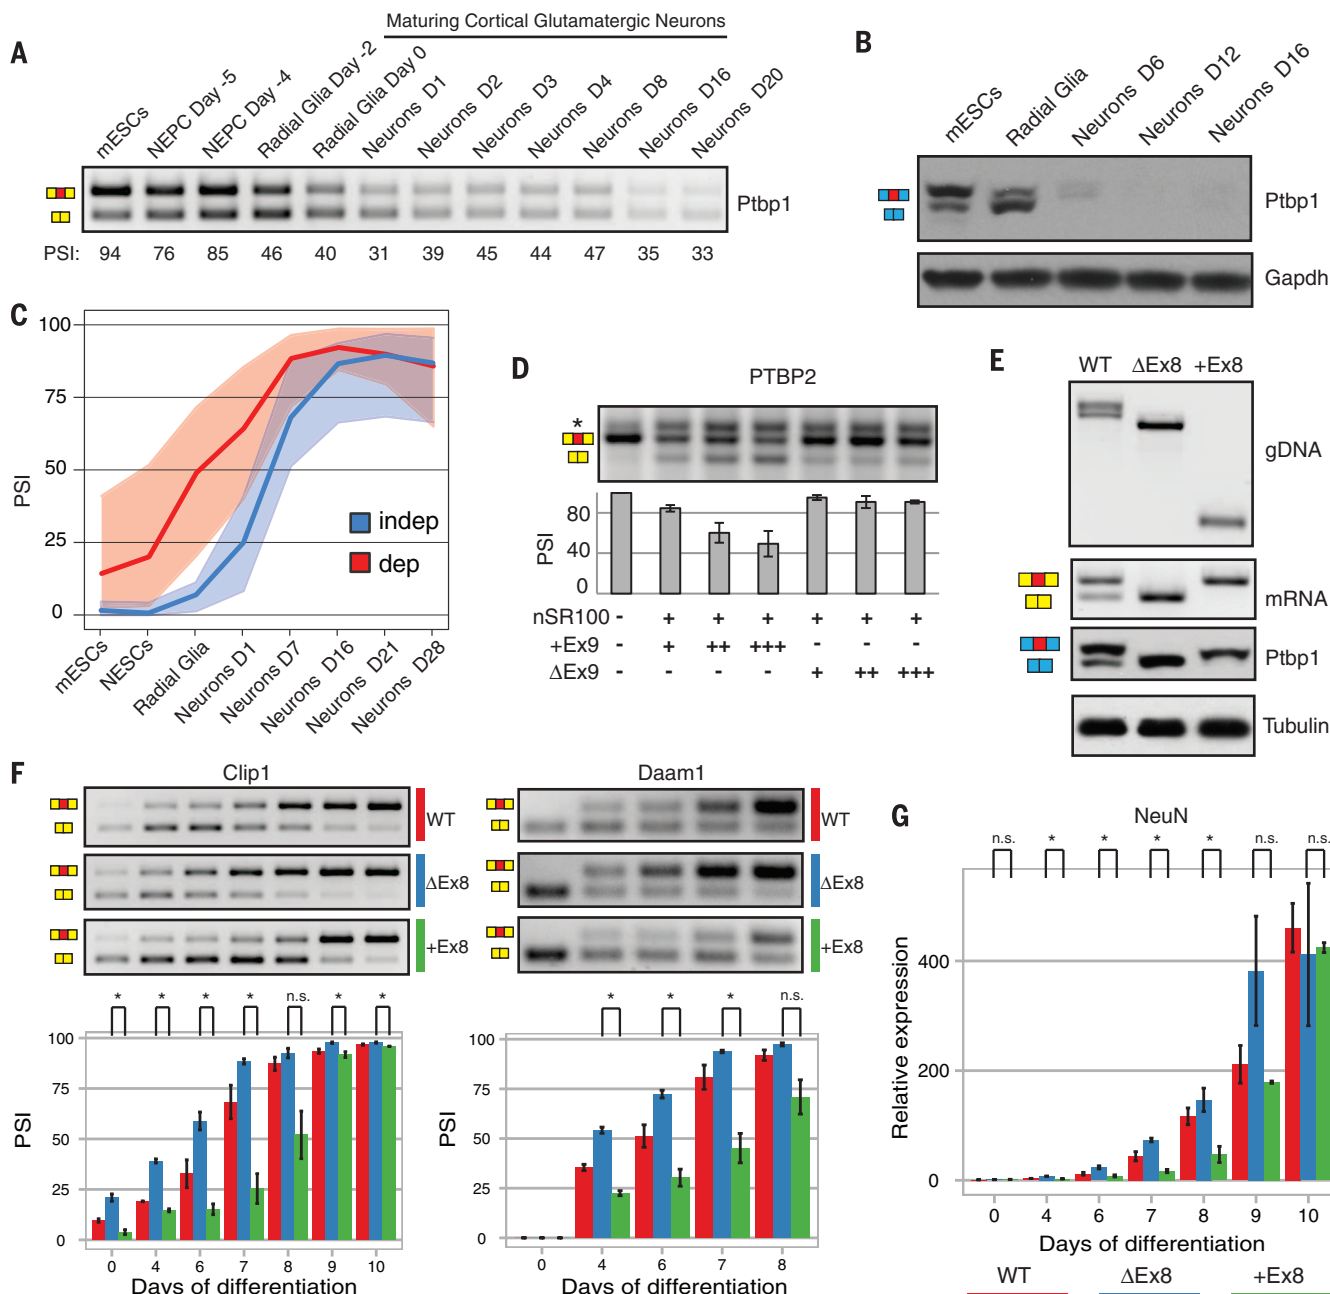 A
Maturing Cortical Glutamatergic Neurons
mESCs
NEPC Day -5
NEPC Day -4
Radial Glia Day -2
Radial Glia Day 0
Neurons D1
Neurons D2
Neurons D3
Neurons D4
Neurons D8
Neurons D16
Neurons D20
Ptbp1
PSI: 94 76 85 46 40 31 39 45 44 47 35 33
B
mESCs
Radial Glia
Neurons D6
Neurons D12
Neurons D16
Ptbp1
Gapdh
C
100
75
50
25
0
PSI
indep
dep
mESCs
NESCs
Radial Glia
Neurons D1
Neurons D7
Neurons D16
Neurons D21
Neurons D28
D
PTBP2
*
80
40
0
PSI
nSR100 - + + + + + +
+Ex9 - + ++ +++ - - -
ΔEx9 - - - - + ++ +++
E
WT ΔEx8 +Ex8
gDNA
mRNA
Ptbp1
Tubulin
F
Clip1
WT
ΔEx8
+Ex8
* * * * n.s. * *
100
75
50
25
0
PSI
0 4 6 7 8 9 10
Days of differentiation
Daam1
WT
ΔEx8
+Ex8
* * * n.s.
100
75
50
25
0
PSI
0 4 6 7 8
Days of differentiation
G
NeuN
n.s. * * * * n.s. n.s.
400
200
0
Relative expression
0 4 6 7 8 9 10
Days of differentiation
WT ΔEx8 +Ex8